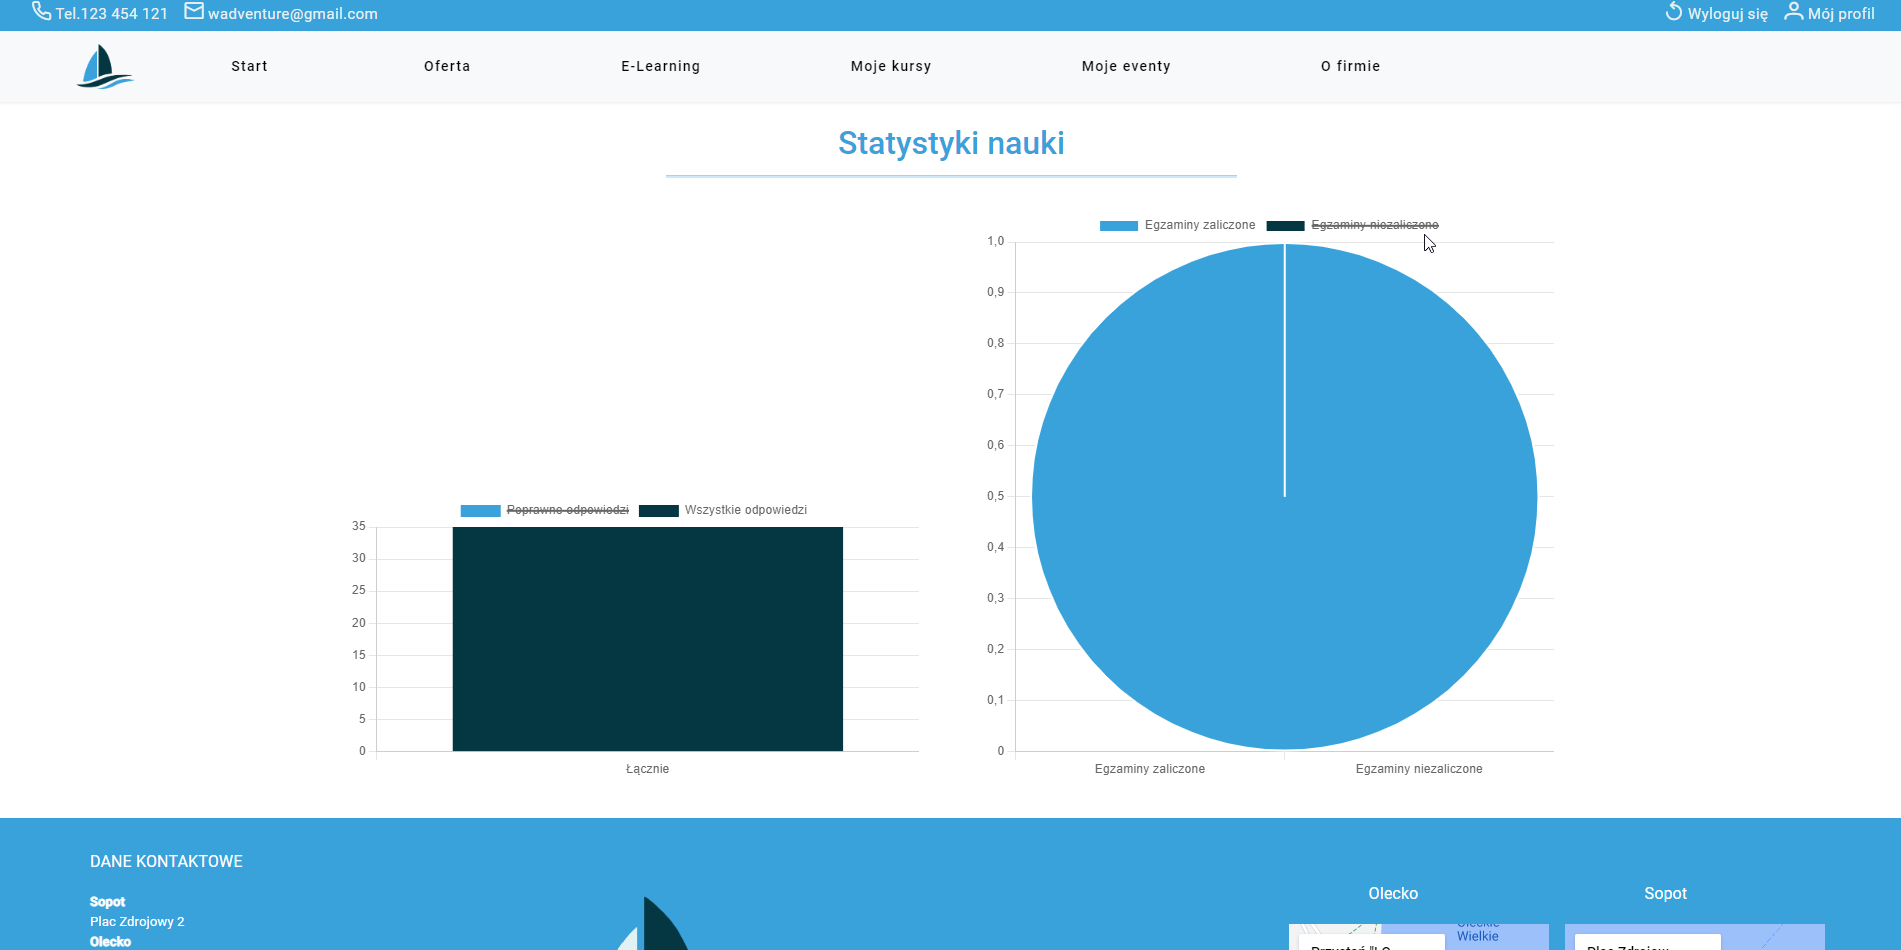 Tel.123 454 121 wadventure@gmail.com Wyloguj się Mój profil
Start Oferta E-Learning Moje kursy Moje eventy O firmie
Statystyki nauki
Egzaminy zaliczone Egzaminy niezaliczone
1,0
0,9
0,8
0,7
0,6
0,5
0,4
0,3
0,2
0,1
0
Egzaminy zaliczone Egzaminy niezaliczone
Poprawne odpowiedzi Wszystkie odpowiedzi
35
30
25
20
15
10
5
0
Łącznie
DANE KONTAKTOWE
Sopot
Plac Zdrojowy 2
Olecko
Olecko Sopot
Oleckie
Wielkie
Plac Zdrojowy